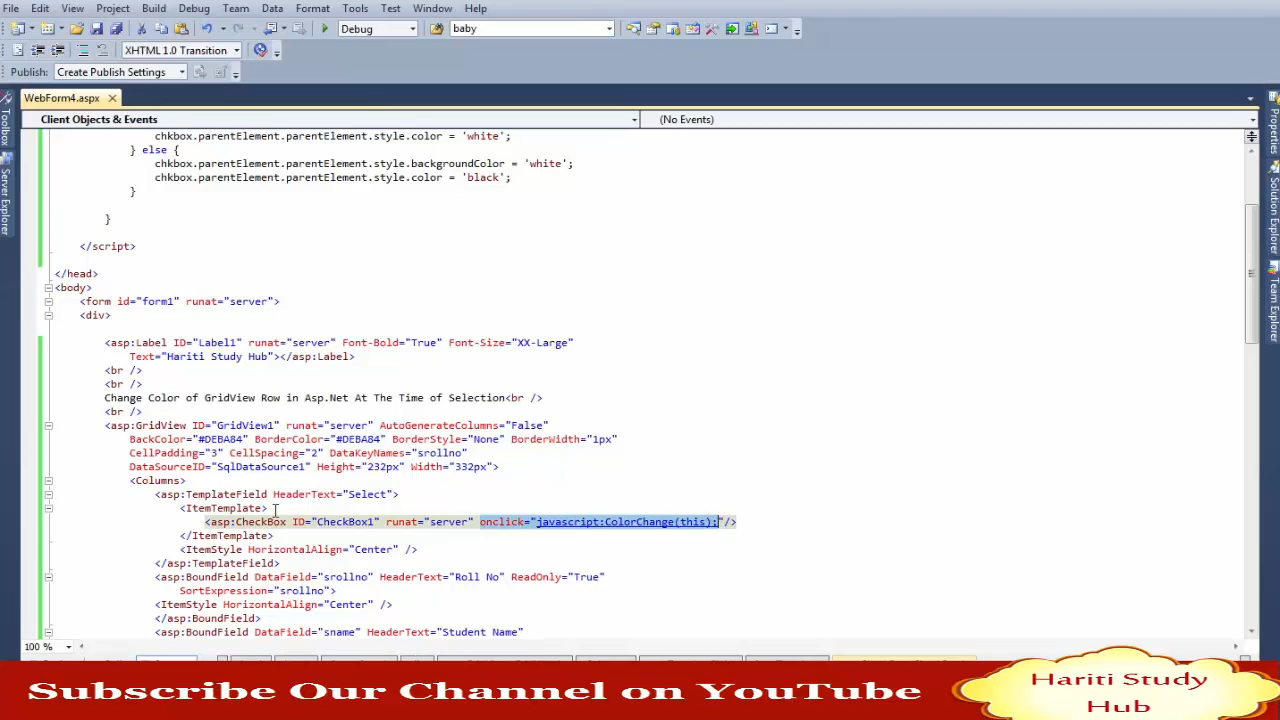 File Edit View Project Build Debug Team Data Format Tools Test Window Help
Debug baby
XHTML 1.0 Transition
Publish: Create Publish Settings
WebForm4.aspx
Client Objects & Events (No Events)
chkbox.parentElement.parentElement.style.color = 'white';
} else {
chkbox.parentElement.parentElement.style.backgroundColor = 'white';
chkbox.parentElement.parentElement.style.color = 'black';
}
}
</script>
</head>
<body>
<form id="form1" runat="server">
<div>
<asp:Label ID="Label1" runat="server" Font-Bold="True" Font-Size="XX-Large"
Text="Hariti Study Hub"></asp:Label>
<br />
<br />
Change Color of GridView Row in Asp.Net At The Time of Selection<br />
<br />
<asp:GridView ID="GridView1" runat="server" AutoGenerateColumns="False"
BackColor="#DEBA84" BorderColor="#DEBA84" BorderStyle="None" BorderWidth="1px"
CellPadding="3" CellSpacing="2" DataKeyNames="srollno"
DataSourceID="SqlDataSource1" Height="232px" Width="332px">
<Columns>
<asp:TemplateField HeaderText="Select">
<ItemTemplate>
<asp:CheckBox ID="CheckBox1" runat="server" onclick="javascript:ColorChange(this);"/>
</ItemTemplate>
<ItemStyle HorizontalAlign="Center" />
</asp:TemplateField>
<asp:BoundField DataField="srollno" HeaderText="Roll No" ReadOnly="True"
SortExpression="srollno">
<ItemStyle HorizontalAlign="Center" />
</asp:BoundField>
<asp:BoundField DataField="sname" HeaderText="Student Name"
100 %
Toolbox
Server Explorer
Properties
Solution Explorer
Team Explorer
Subscribe Our Channel on YouTube
Hariti Study
Hub